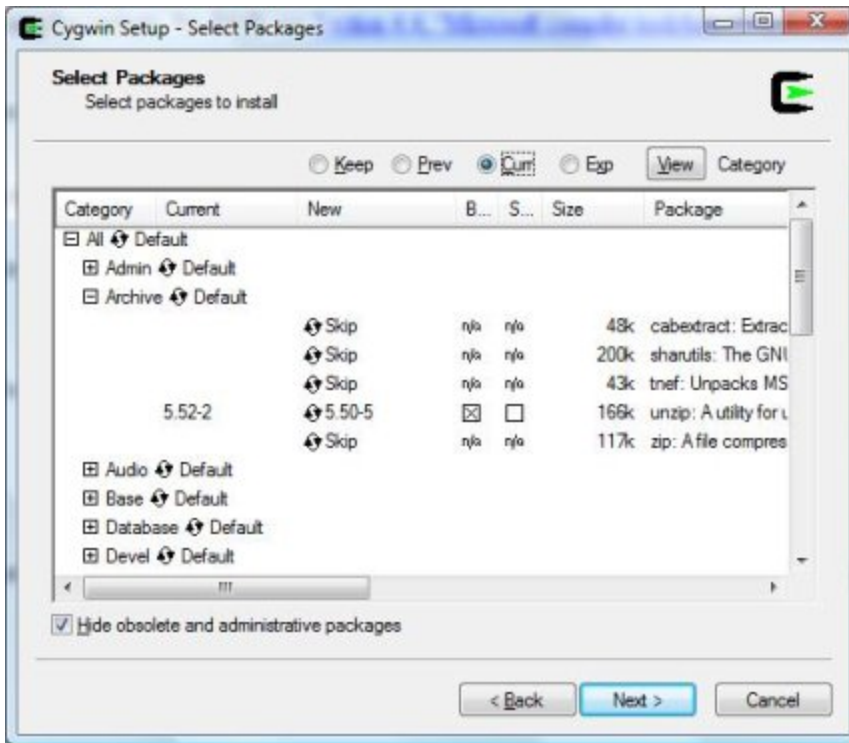 Cygwin Setup - Select Packages
Select Packages
Select packages to install
Keep Prev Curr Exp View Category
Category Current New B... S... Size Package
All Default
Admin Default
Archive Default
Skip n/a n/a 48k cabextract: Extrac
Skip n/a n/a 200k sharutils: The GNU
Skip n/a n/a 43k tnef: Unpacks MS
5.52-2 5.50-5 166k unzip: A utility for u
Skip n/a n/a 117k zip: A file compres
Audio Default
Base Default
Database Default
Devel Default
Hide obsolete and administrative packages
< Back Next > Cancel